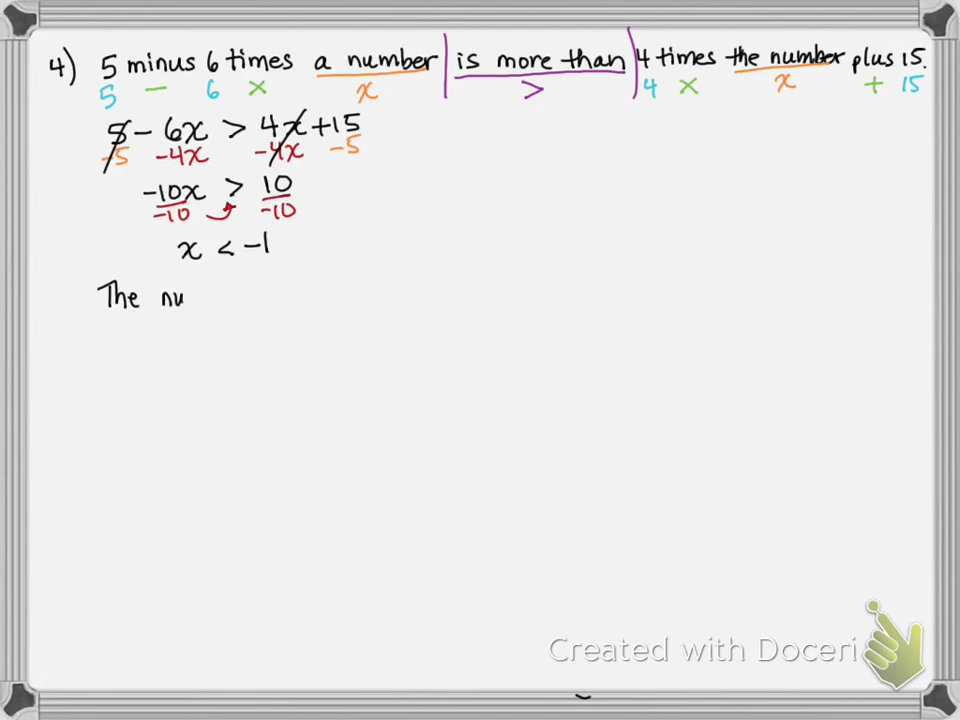 4) 5 minus 6 times a number is more than 4 times the number plus 15.
5 − 6 × x > 4 × x + 15
5 − 6x > 4x + 15
−5 −4x −4x −5
−10x > 10
−10 −10
x < −1
The nu
Created with Doceri